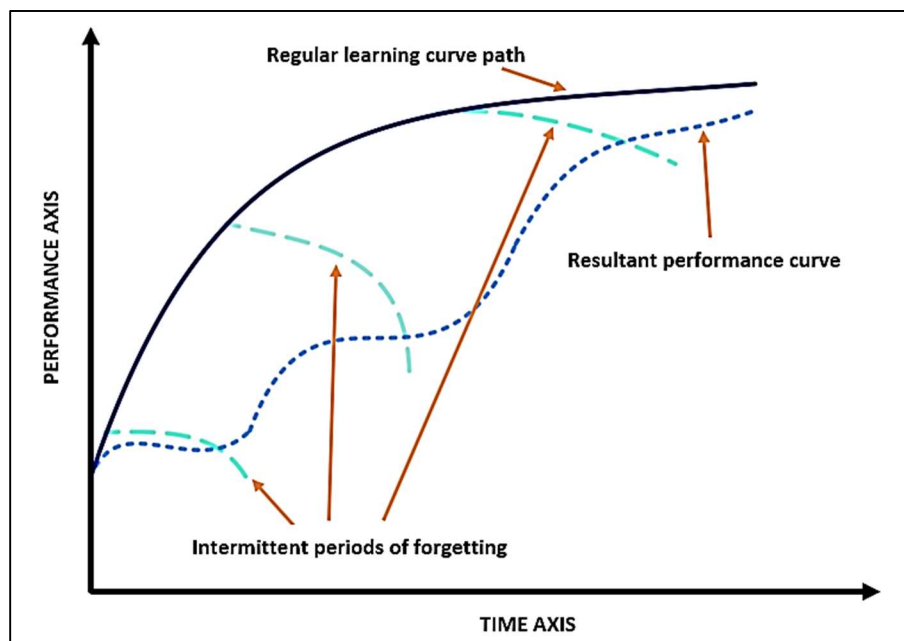 Regular learning curve path
PERFORMANCE AXIS
Resultant performance curve
Intermittent periods of forgetting
TIME AXIS